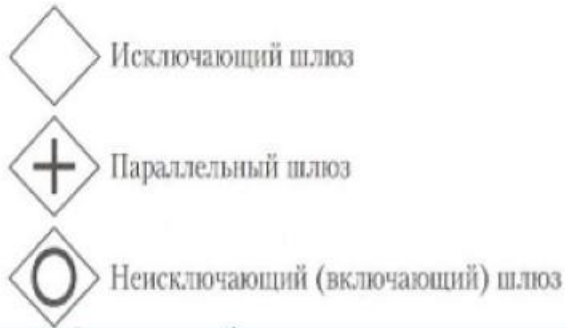 Исключающий шлюз
Параллельный шлюз
Неисключающий (включающий) шлюз